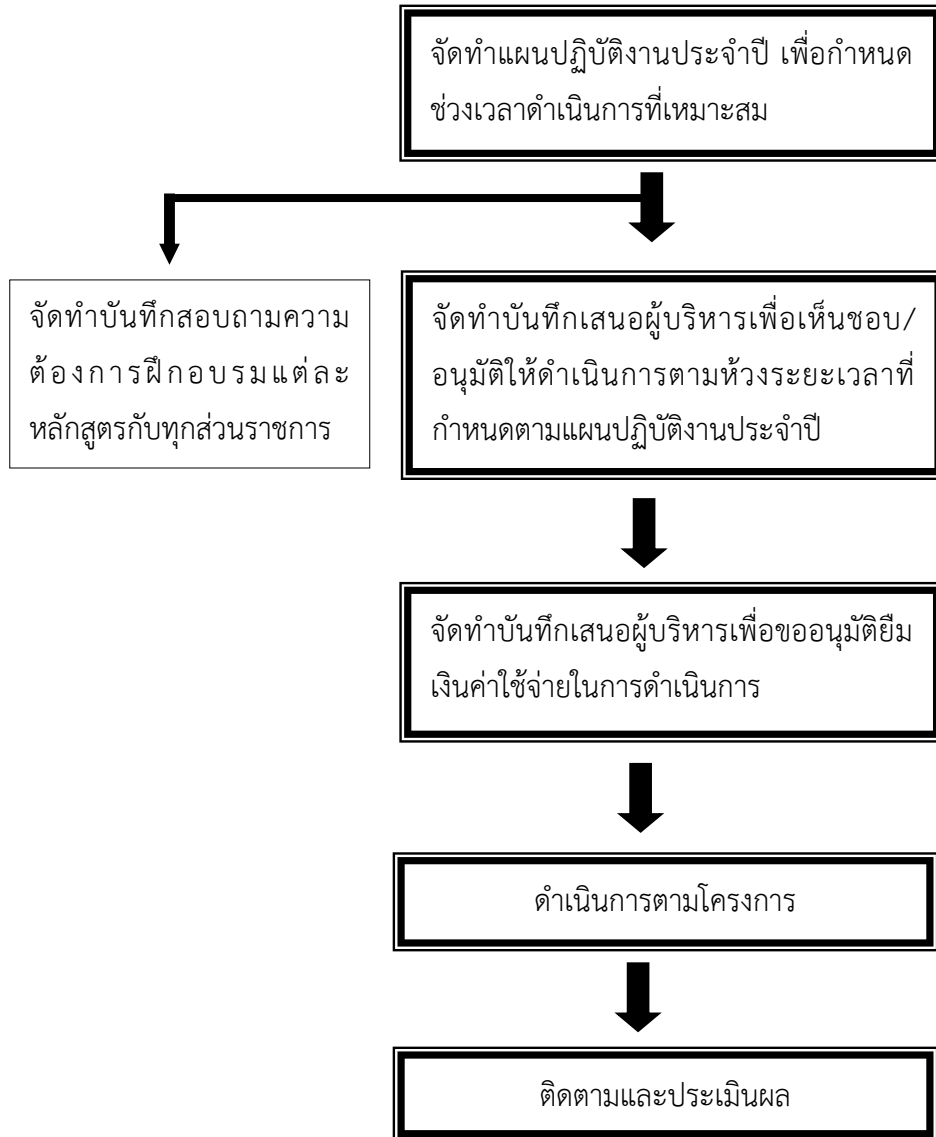 จัดทำแผนปฏิบัติงานประจำปี เพื่อกำหนด
ช่วงเวลาดำเนินการที่เหมาะสม
จัดทำบันทึกสอบถามความ
ต้องการฝึกอบรมแต่ละ
หลักสูตรกับทุกส่วนราชการ
จัดทำบันทึกเสนอผู้บริหารเพื่อเห็นชอบ/
อนุมัติให้ดำเนินการตามห้วงระยะเวลาที่
กำหนดตามแผนปฏิบัติงานประจำปี
จัดทำบันทึกเสนอผู้บริหารเพื่อขออนุมัติยืม
เงินค่าใช้จ่ายในการดำเนินการ
ดำเนินการตามโครงการ
ติดตามและประเมินผล